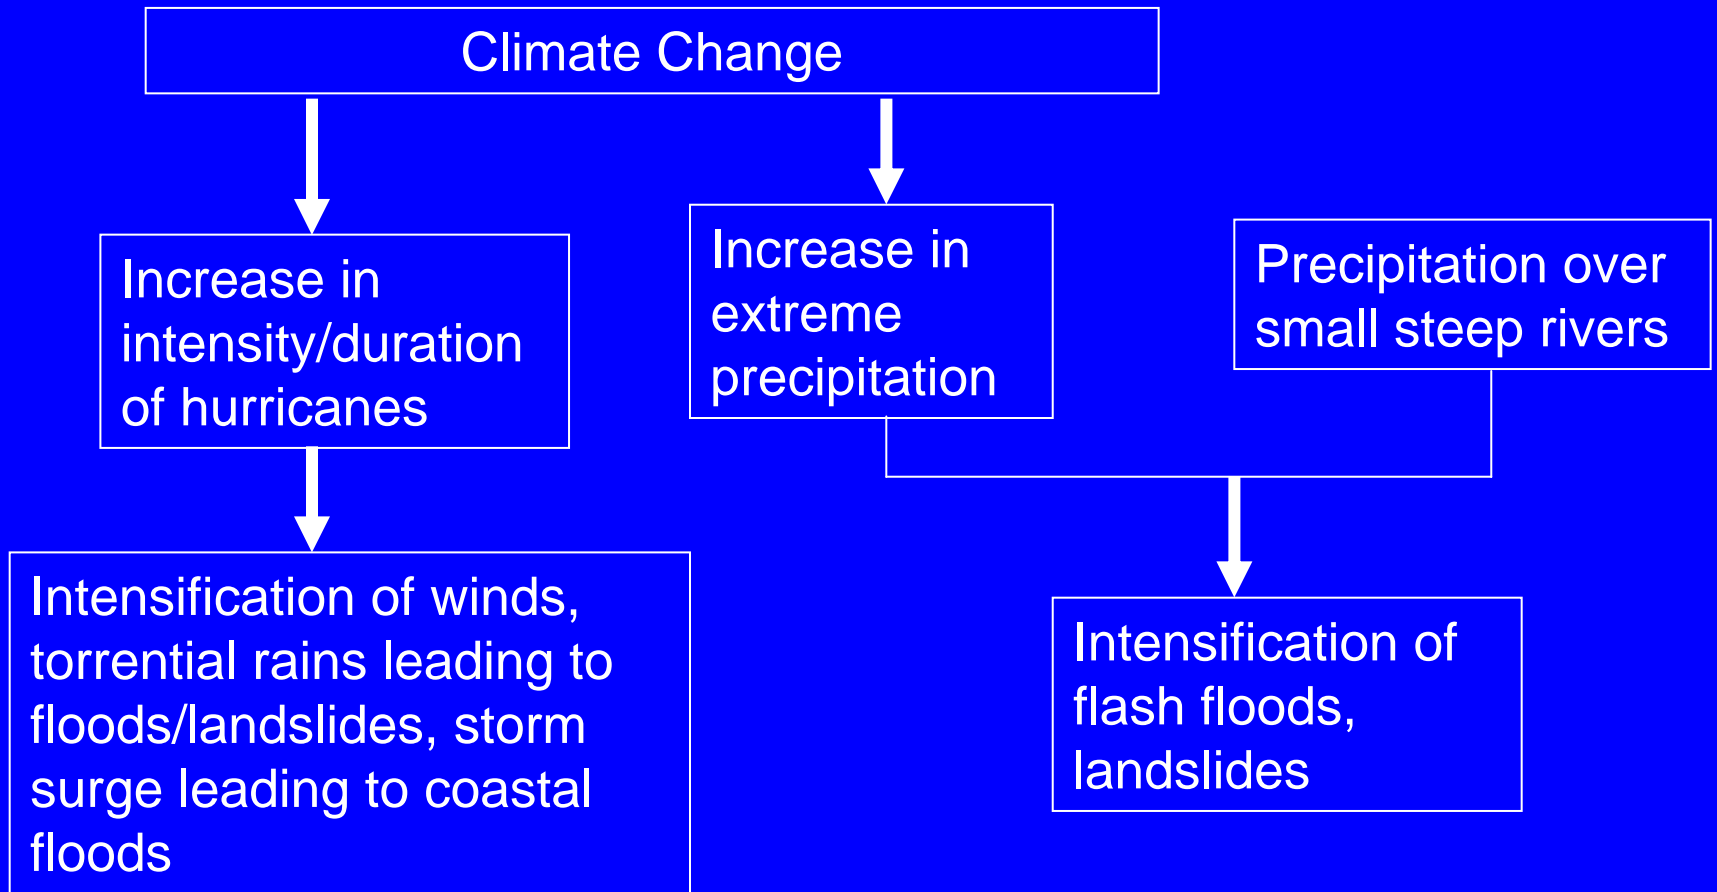 Climate Change
Increase in
intensity/duration
of hurricanes
Increase in
extreme
precipitation
Precipitation over
small steep rivers
Intensification of winds,
torrential rains leading to
floods/landslides, storm
surge leading to coastal
floods
Intensification of
flash floods,
landslides